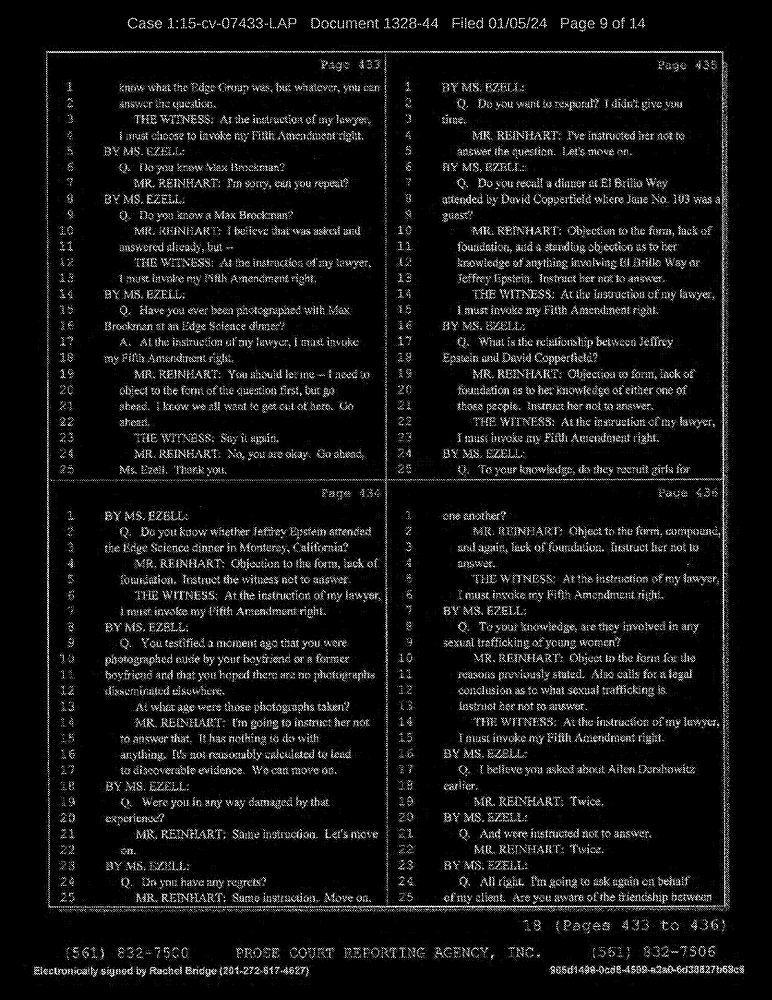 Case 1:15-cv-07433-LAP Document 1328-44 Filed 01/05/24 Page 9 of 14
Page 433
1 know what the Edge Group was, but whatever, you can
2 answer the question.
3 THE WITNESS: At the instruction of my lawyer,
4 I must choose to invoke my Fifth Amendment right.
5 BY MS. EZELL:
6 Q. Do you know Max Brockman?
7 MR. REINHART: I'm sorry, can you repeat?
8 BY MS. EZELL:
9 Q. Do you know a Max Brockman?
10 MR. REINHART: I believe that was asked and
11 answered already, but --
12 THE WITNESS: At the instruction of my lawyer,
13 I must invoke my Fifth Amendment right.
14 BY MS. EZELL:
15 Q. Have you ever been photographed with Max
16 Brockman at an Edge Science dinner?
17 A. At the instruction of my lawyer, I must invoke
18 my Fifth Amendment right.
19 MR. REINHART: You should let me -- I need to
20 object to the form of the question first, but go
21 ahead. I know we all want to get out of here. Go
22 ahead.
23 THE WITNESS: Say it again.
24 MR. REINHART: No, you are okay. Go ahead,
25 Ms. Ezell. Thank you.
Page 434
1 BY MS. EZELL:
2 Q. Do you know whether Jeffrey Epstein attended
3 the Edge Science dinner in Monterey, California?
4 MR. REINHART: Objection to the form, lack of
5 foundation. Instruct the witness not to answer.
6 THE WITNESS: At the instruction of my lawyer,
7 I must invoke my Fifth Amendment right.
8 BY MS. EZELL:
9 Q. You testified a moment ago that you were
10 photographed nude by your boyfriend or a former
11 boyfriend and that you hoped there are no photographs
12 disseminated elsewhere.
13 At what age were those photographs taken?
14 MR. REINHART: I'm going to instruct her not
15 to answer that. It has nothing to do with
16 anything. It's not reasonably calculated to lead
17 to discoverable evidence. We can move on.
18 BY MS. EZELL:
19 Q. Were you in any way damaged by that
20 experience?
21 MR. REINHART: Same instruction. Let's move
22 on.
23 BY MS. EZELL:
24 Q. Do you have any regrets?
25 MR. REINHART: Same instruction. Move on.
Page 435
1 BY MS. EZELL:
2 Q. Do you want to respond? I didn't give you
3 time.
4 MR. REINHART: I've instructed her not to
5 answer the question. Let's move on.
6 BY MS. EZELL:
7 Q. Do you recall a dinner at El Brillo Way
8 attended by David Copperfield where Jane No. 103 was a
9 guest?
10 MR. REINHART: Objection to the form, lack of
11 foundation, and a standing objection as to her
12 knowledge of anything involving El Brillo Way or
13 Jeffrey Epstein. Instruct her not to answer.
14 THE WITNESS: At the instruction of my lawyer,
15 I must invoke my Fifth Amendment right.
16 BY MS. EZELL:
17 Q. What is the relationship between Jeffrey
18 Epstein and David Copperfield?
19 MR. REINHART: Objection to form, lack of
20 foundation as to her knowledge of either one of
21 those people. Instruct her not to answer.
22 THE WITNESS: At the instruction of my lawyer,
23 I must invoke my Fifth Amendment right.
24 BY MS. EZELL:
25 Q. To your knowledge, do they recruit girls for
Page 436
1 one another?
2 MR. REINHART: Object to the form, compound,
3 and again, lack of foundation. Instruct her not to
4 answer.
5 THE WITNESS: At the instruction of my lawyer,
6 I must invoke my Fifth Amendment right.
7 BY MS. EZELL:
8 Q. To your knowledge, are they involved in any
9 sexual trafficking of young women?
10 MR. REINHART: Object to the form for the
11 reasons previously stated. Also calls for a legal
12 conclusion as to what sexual trafficking is.
13 Instruct her not to answer.
14 THE WITNESS: At the instruction of my lawyer,
15 I must invoke my Fifth Amendment right.
16 BY MS. EZELL:
17 Q. I believe you asked about Allen Dershowitz
18 earlier.
19 MR. REINHART: Twice.
20 BY MS. EZELL:
21 Q. And were instructed not to answer.
22 MR. REINHART: Twice.
23 BY MS. EZELL:
24 Q. All right. I'm going to ask again on behalf
25 of my client. Are you aware of the friendship between
18 (Pages 433 to 436)
(561) 832-7500 PROSE COURT REPORTING AGENCY, INC. (561) 832-7506
Electronically signed by Rachel Bridge (201-272-617-4627)